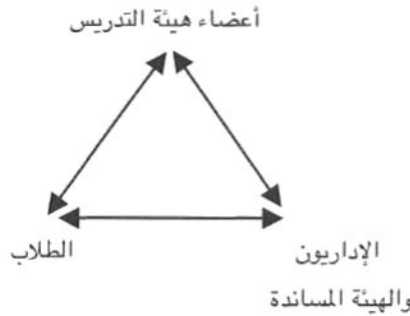 أعضاء هيئة التدريس
الطلاب
الإداريون
والهيئة المساندة